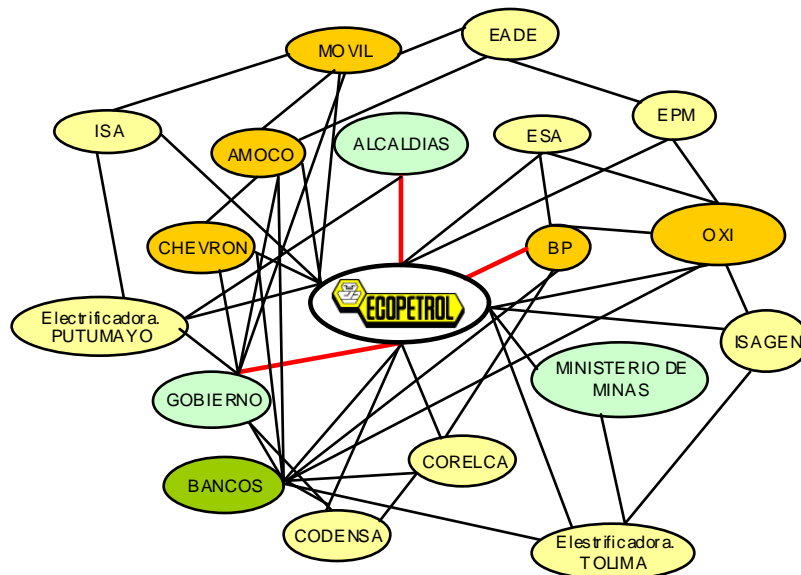 EADE
MOVIL
ISA
EPM
ESA
ALCALDIAS
AMOCO
CHEVRON
BP
OXI
ECOPETROL
Electrificadora.
PUTUMAYO
ISAGEN
MINISTERIO DE
MINAS
GOBIERNO
CORELCA
BANCOS
CODENSA
Elestrificadora.
TOLIMA